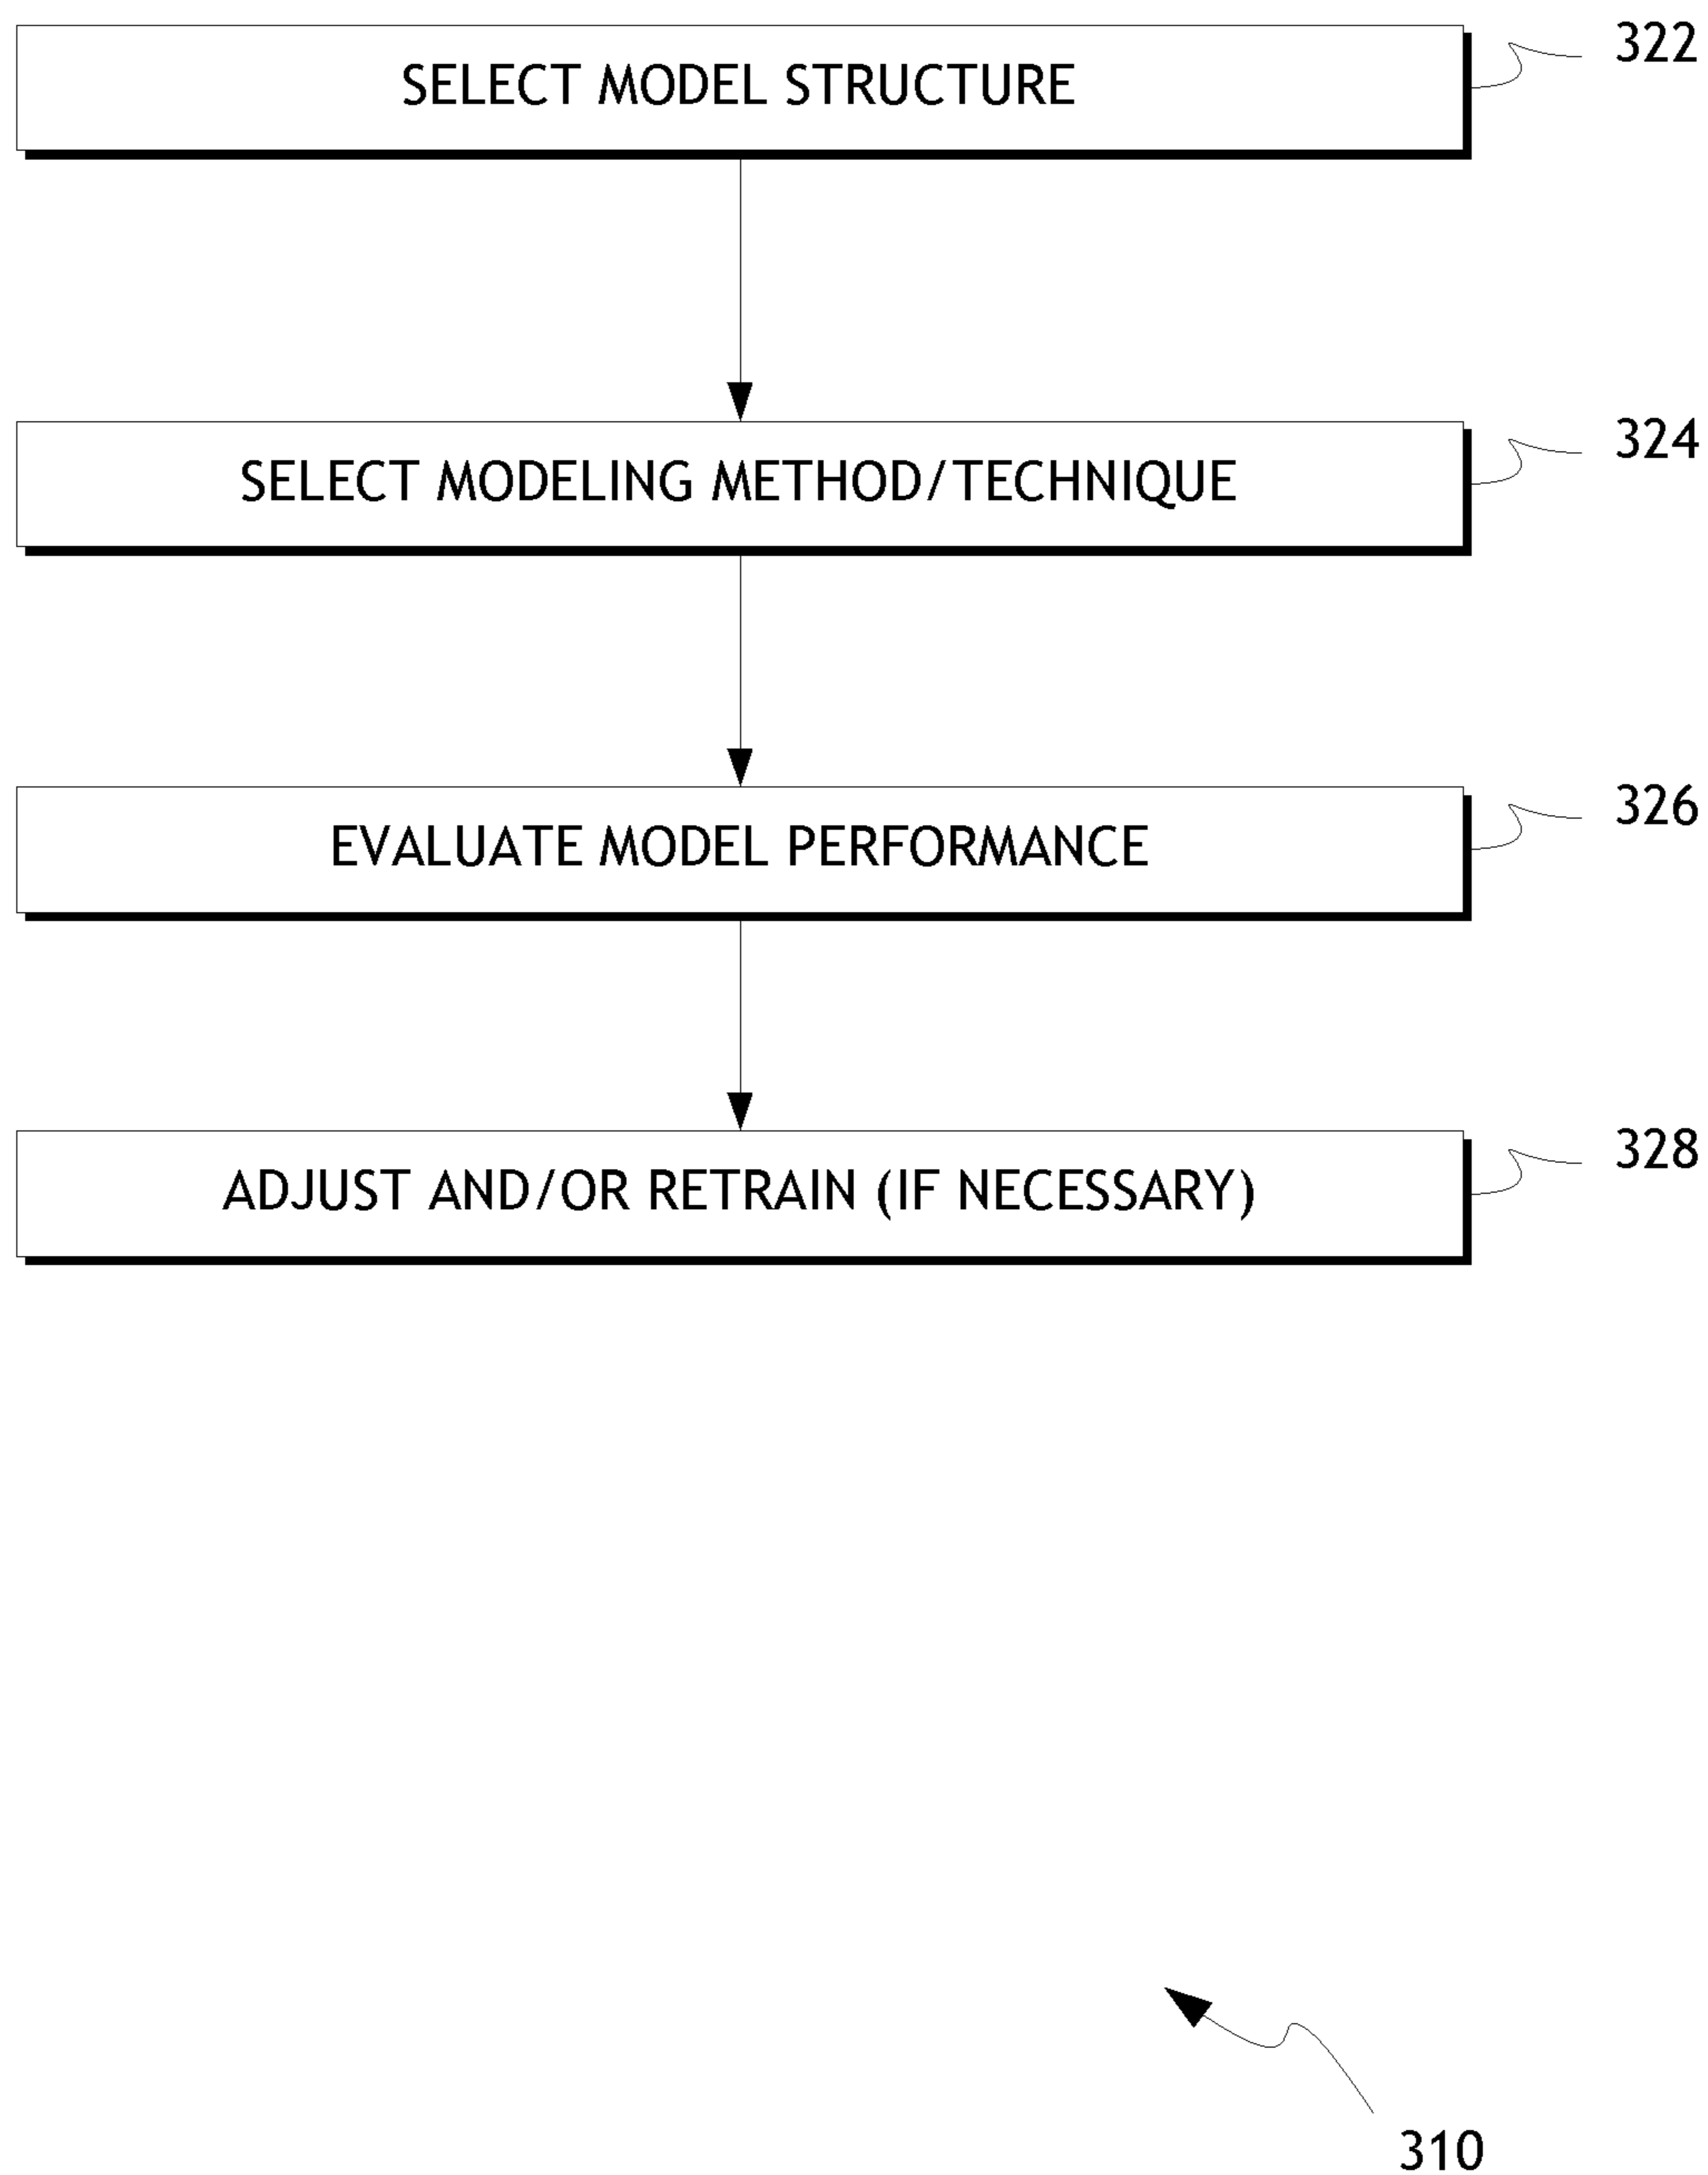 SELECT MODEL STRUCTURE
322
SELECT MODELING METHOD/TECHNIQUE
324
EVALUATE MODEL PERFORMANCE
326
ADJUST AND/OR RETRAIN (IF NECESSARY)
328
310